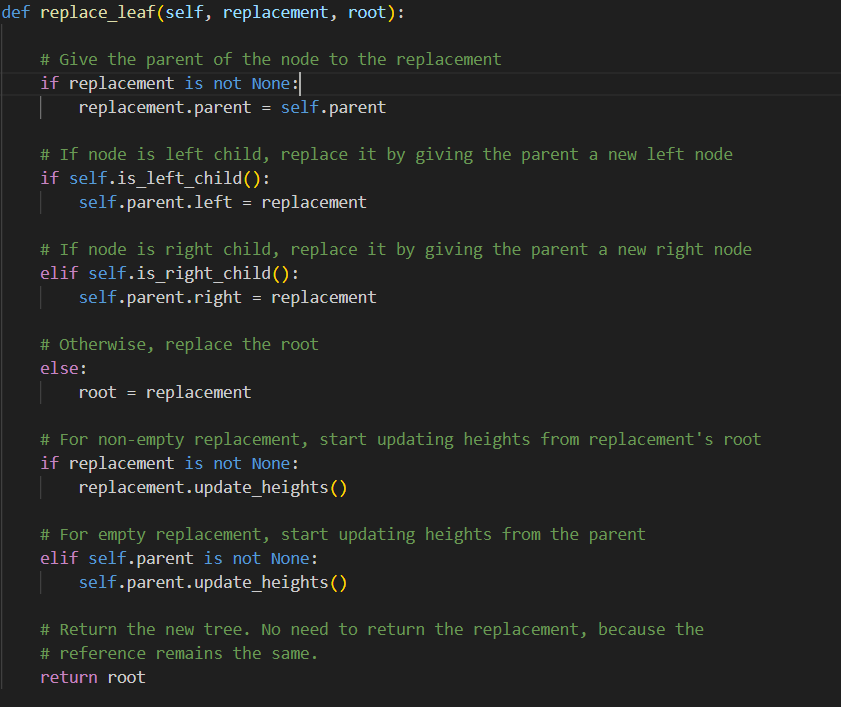 def replace_leaf(self, replacement, root):

    # Give the parent of the node to the replacement
    if replacement is not None:
        replacement.parent = self.parent

    # If node is left child, replace it by giving the parent a new left node
    if self.is_left_child():
        self.parent.left = replacement

    # If node is right child, replace it by giving the parent a new right node
    elif self.is_right_child():
        self.parent.right = replacement

    # Otherwise, replace the root
    else:
        root = replacement

    # For non-empty replacement, start updating heights from replacement's root
    if replacement is not None:
        replacement.update_heights()

    # For empty replacement, start updating heights from the parent
    elif self.parent is not None:
        self.parent.update_heights()

    # Return the new tree. No need to return the replacement, because the
    # reference remains the same.
    return root